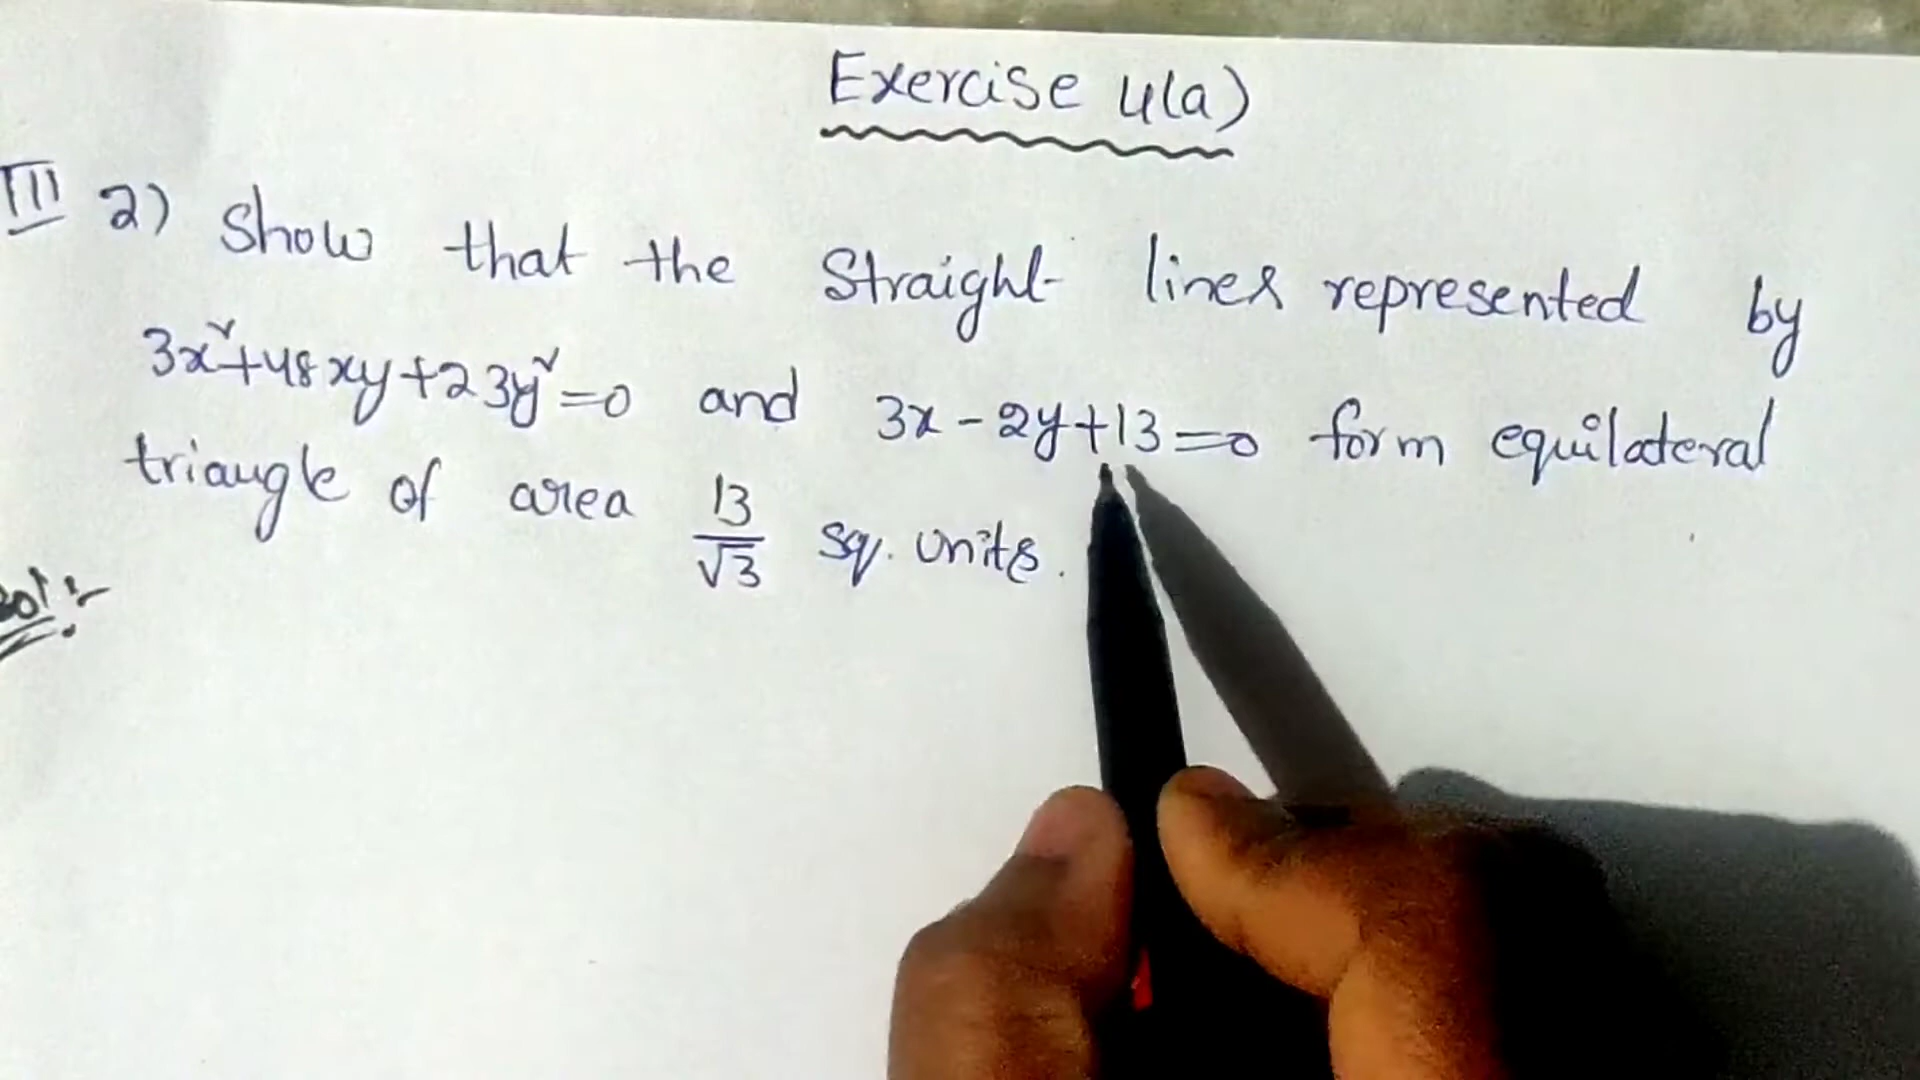 Exercise 4(a)
III 2) Show that the Straight lines represented by
3x²+48xy+23y²=0 and 3x-2y+13=0 form equilateral
triangle of area 13/√3 sq. units.
Sol:-